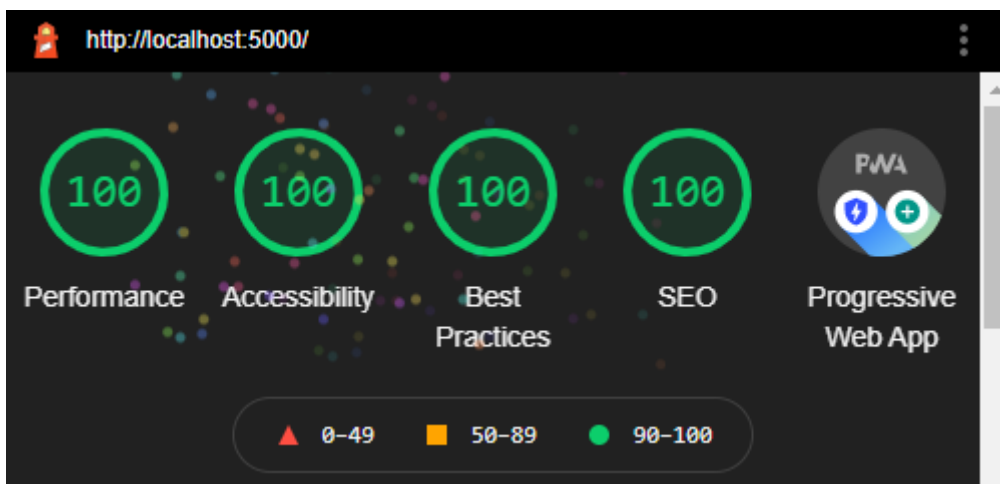 http://localhost:5000/
100 100 100 100 PWA
Performance Accessibility Best Practices SEO Progressive Web App
0–49 50–89 90–100